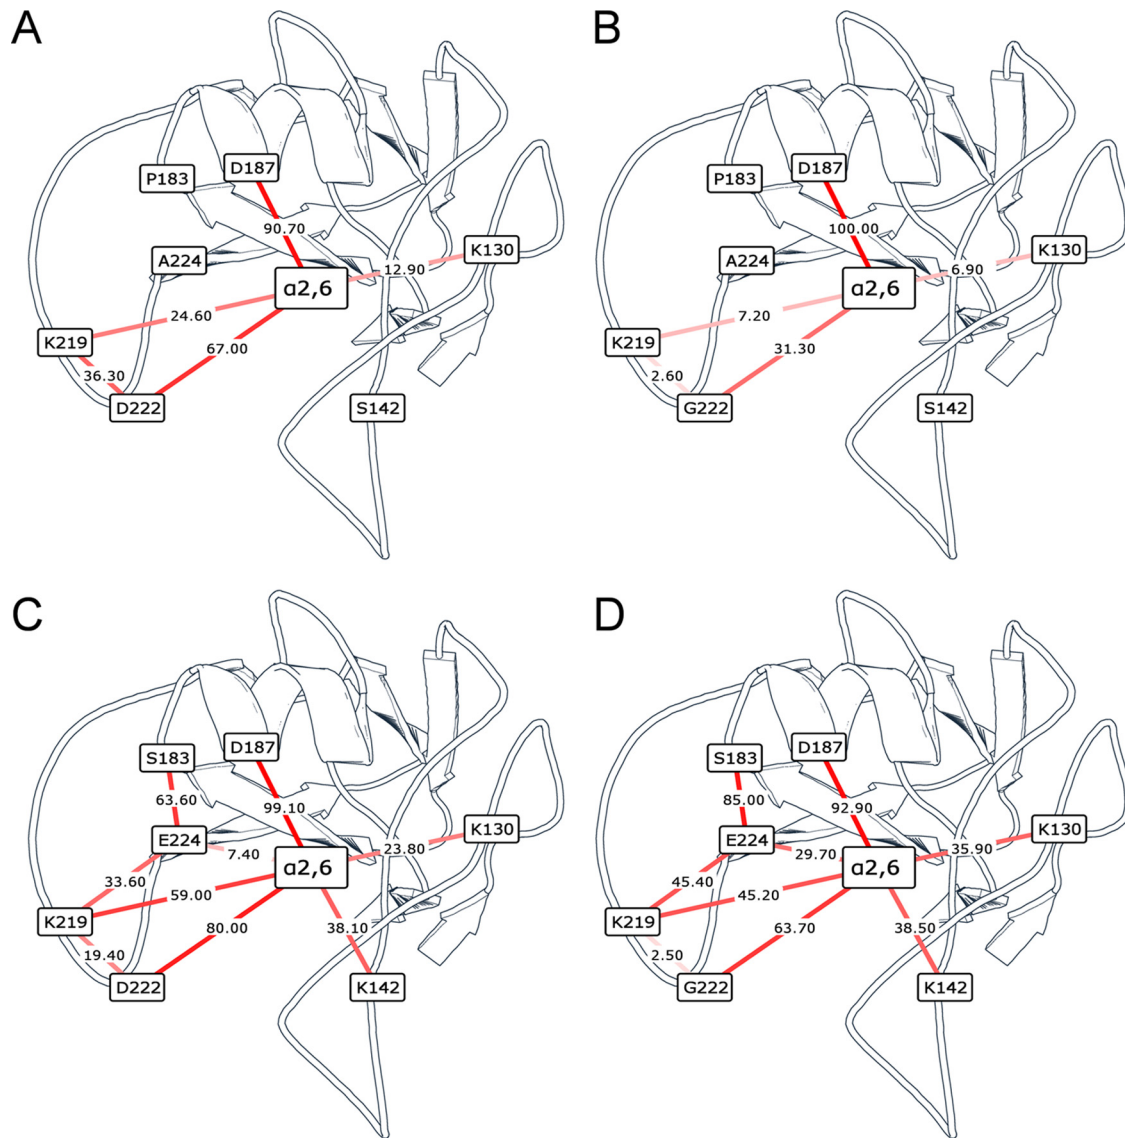 A
B
D187
P183
90.70
K130
A224
12.90
α2,6
24.60
K219
67.00
36.30
D222
S142
D187
P183
100.00
K130
A224
6.90
α2,6
7.20
K219
31.30
2.60
G222
S142
C
D
D187
S183
63.60
99.10
K130
E224
23.80
7.40
α2,6
33.60
59.00
K219
80.00
38.10
19.40
D222
K142
D187
S183
85.00
92.90
K130
E224
35.90
29.70
α2,6
45.40
45.20
K219
63.70
38.50
2.50
G222
K142